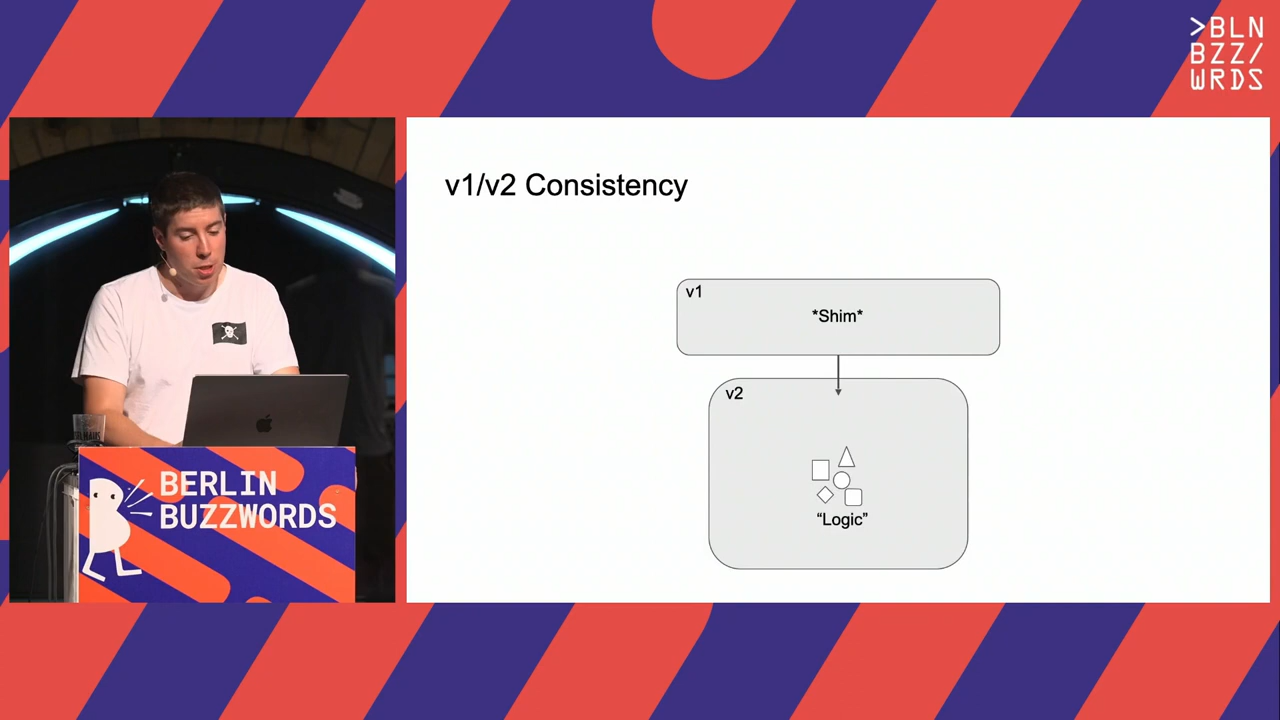 >BLN
BZZ/
WRDS
v1/v2 Consistency
v1
*Shim*
v2
“Logic”
BERLIN
BUZZWORDS